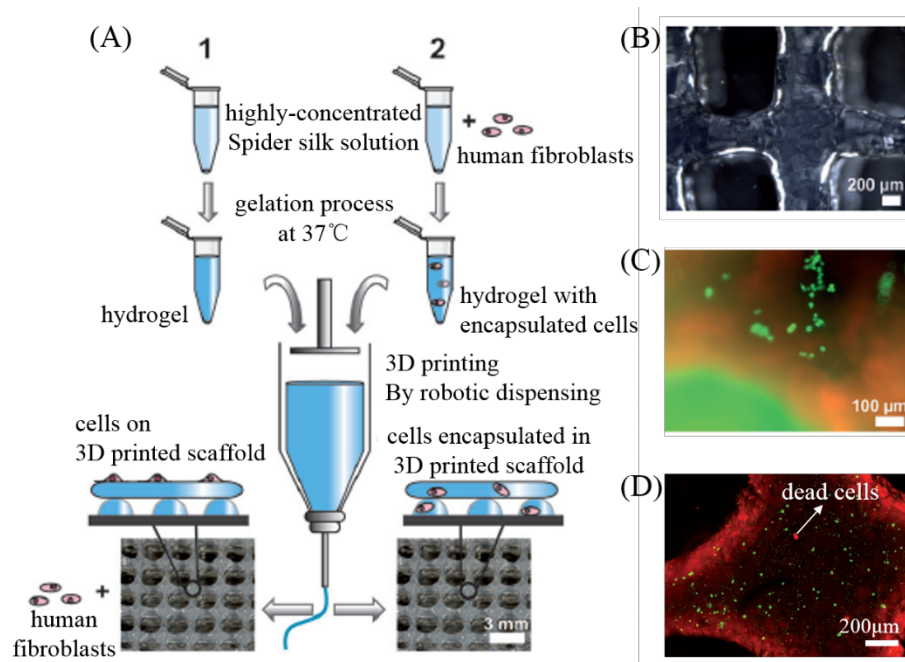 (A)
1
2
highly-concentrated
Spider silk solution
+
human fibroblasts
gelation process
at 37℃
hydrogel
hydrogel with
encapsulated cells
3D printing
By robotic dispensing
cells on
3D printed scaffold
cells encapsulated in
3D printed scaffold
+
human
fibroblasts
3 mm
(B)
200 µm
(C)
100 µm
(D)
dead cells
200µm